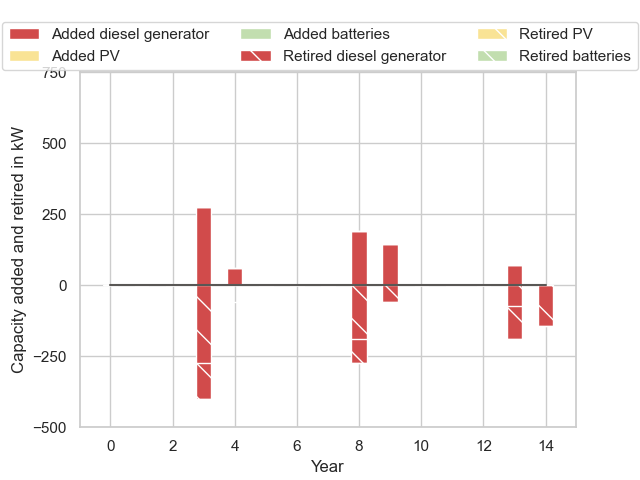 Added diesel generator
Added PV
Added batteries
Retired diesel generator
Retired PV
Retired batteries
750
500
250
0
−250
−500
Capacity added and retired in kW
0 2 4 6 8 10 12 14
Year